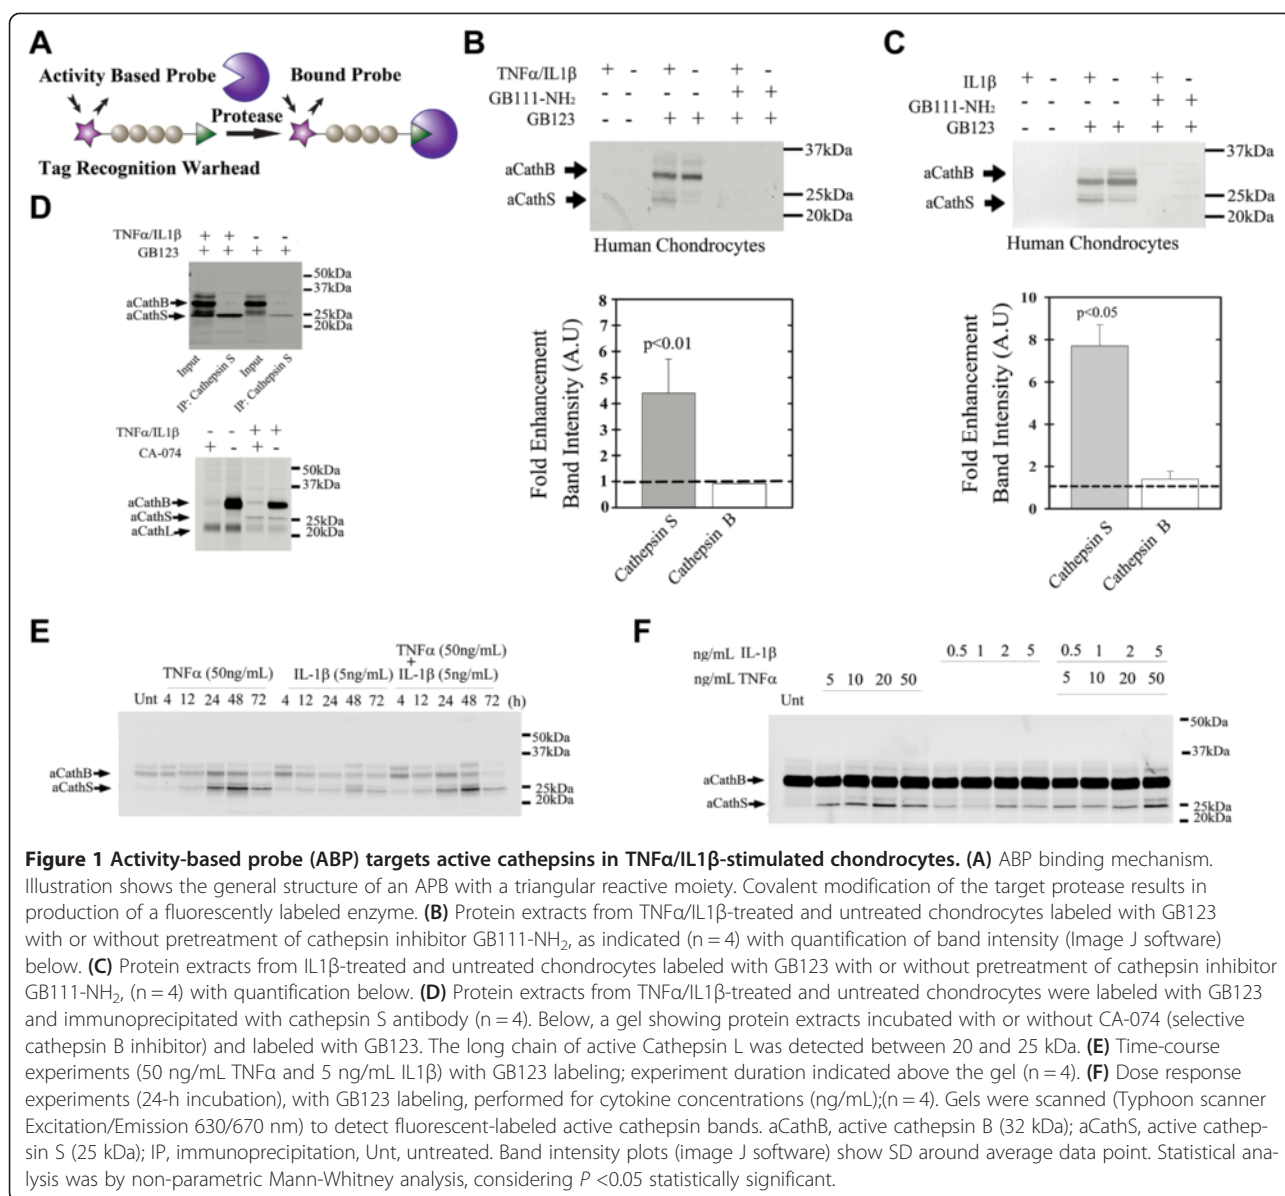 A
Activity Based Probe
Bound Probe
Protease
Tag Recognition Warhead
B
TNFα/IL1β + - + - + -
GB111-NH₂ + +
GB123 - - + + + +
37kDa
aCathB
aCathS
25kDa
20kDa
Human Chondrocytes
8
7
6
5
4
3
2
1
0
Fold Enhancement
Band Intensity (A.U)
p<0.01
Cathepsin S
Cathepsin B
C
IL1β + - + - + -
GB111-NH₂ + +
GB123 - - + + + +
37kDa
aCathB
aCathS
25kDa
20kDa
Human Chondrocytes
10
8
6
4
2
0
Fold Enhancement
Band Intensity (A.U)
p<0.05
Cathepsin S
Cathepsin B
D
TNFα/IL1β + + - -
GB123 + + + +
50kDa
37kDa
aCathB
aCathS
25kDa
20kDa
Input
IP: Cathepsin S
Input
IP: Cathepsin S
TNFα/IL1β - - + +
CA-074 + - + -
50kDa
37kDa
aCathB
aCathS
25kDa
aCathL
20kDa
E
TNFα (50ng/mL)
+
TNFα (50ng/mL) IL-1β (5ng/mL) IL-1β (5ng/mL)
Unt 4 12 24 48 72 4 12 24 48 72 4 12 24 48 72 (h)
50kDa
37kDa
aCathB
aCathS
25kDa
20kDa
F
ng/mL IL-1β 0.5 1 2 5 0.5 1 2 5
ng/mL TNFα 5 10 20 50 5 10 20 50
Unt
50kDa
37kDa
aCathB
aCathS
25kDa
20kDa
Figure 1 Activity-based probe (ABP) targets active cathepsins in TNFα/IL1β-stimulated chondrocytes. (A) ABP binding mechanism.
Illustration shows the general structure of an APB with a triangular reactive moiety. Covalent modification of the target protease results in
production of a fluorescently labeled enzyme. (B) Protein extracts from TNFα/IL1β-treated and untreated chondrocytes labeled with GB123
with or without pretreatment of cathepsin inhibitor GB111-NH₂, as indicated (n = 4) with quantification of band intensity (Image J software)
below. (C) Protein extracts from IL1β-treated and untreated chondrocytes labeled with GB123 with or without pretreatment of cathepsin inhibitor
GB111-NH₂, (n = 4) with quantification below. (D) Protein extracts from TNFα/IL1β-treated and untreated chondrocytes were labeled with GB123
and immunoprecipitated with cathepsin S antibody (n = 4). Below, a gel showing protein extracts incubated with or without CA-074 (selective
cathepsin B inhibitor) and labeled with GB123. The long chain of active Cathepsin L was detected between 20 and 25 kDa. (E) Time-course
experiments (50 ng/mL TNFα and 5 ng/mL IL1β) with GB123 labeling; experiment duration indicated above the gel (n = 4). (F) Dose response
experiments (24-h incubation), with GB123 labeling, performed for cytokine concentrations (ng/mL);(n = 4). Gels were scanned (Typhoon scanner
Excitation/Emission 630/670 nm) to detect fluorescent-labeled active cathepsin bands. aCathB, active cathepsin B (32 kDa); aCathS, active cathep-
sin S (25 kDa); IP, immunoprecipitation, Unt, untreated. Band intensity plots (image J software) show SD around average data point. Statistical ana-
lysis was by non-parametric Mann-Whitney analysis, considering P <0.05 statistically significant.